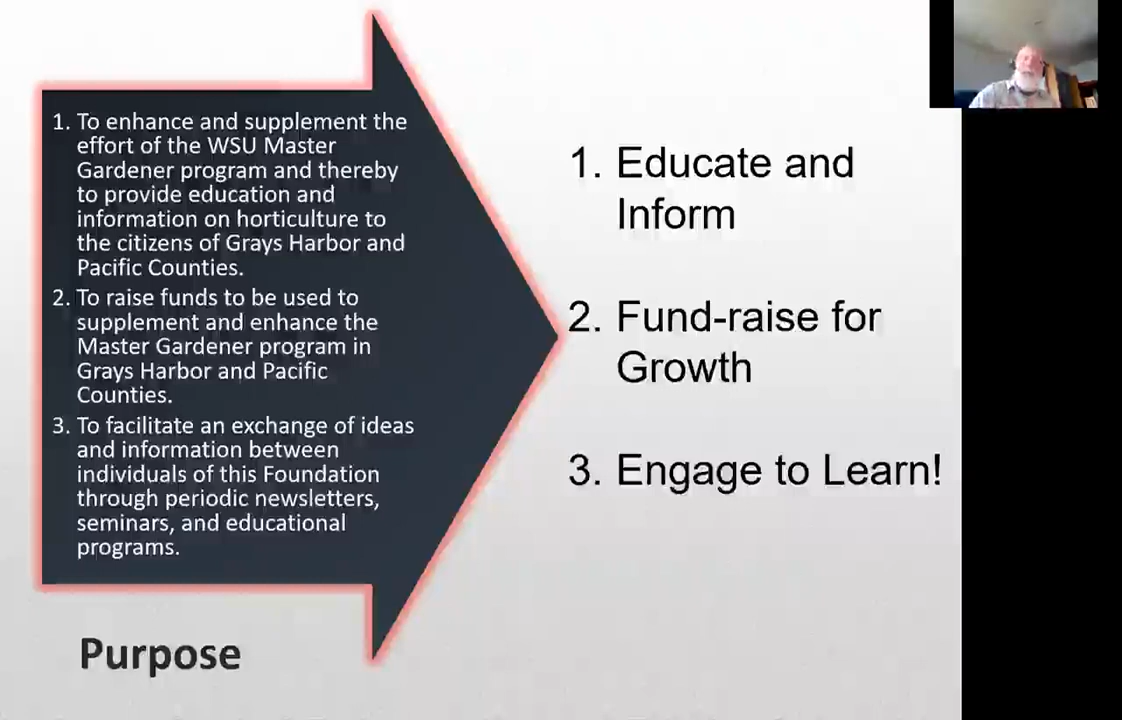 1. To enhance and supplement the
effort of the WSU Master
Gardener program and thereby
to provide education and
information on horticulture to
the citizens of Grays Harbor and
Pacific Counties.
2. To raise funds to be used to
supplement and enhance the
Master Gardener program in
Grays Harbor and Pacific
Counties.
3. To facilitate an exchange of ideas
and information between
individuals of this Foundation
through periodic newsletters,
seminars, and educational
programs.
Purpose
1. Educate and
Inform
2. Fund-raise for
Growth
3. Engage to Learn!